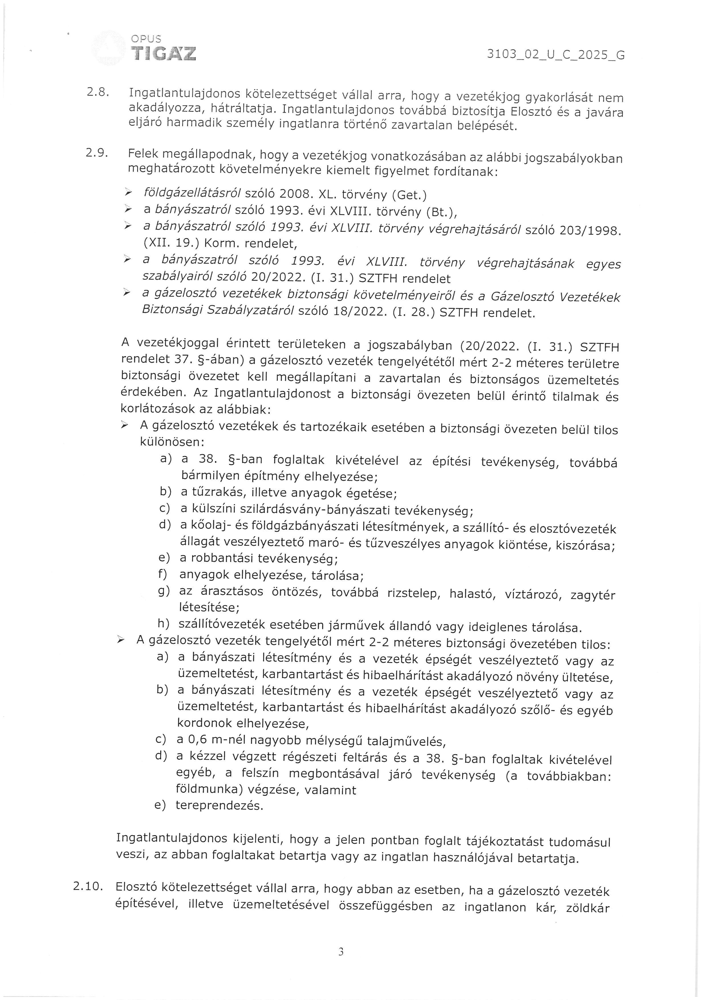 OPUS
TIGÁZ
3103_02_U_C_2025_G
2.8. Ingatlantulajdonos kötelezettséget vállal arra, hogy a vezetékjog gyakorlását nem
akadályozza, hátráltatja. Ingatlantulajdonos továbbá biztosítja Elosztó és a javára
eljáró harmadik személy ingatlanra történő zavartalan belépését.
2.9. Felek megállapodnak, hogy a vezetékjog vonatkozásában az alábbi jogszabályokban
meghatározott követelményekre kiemelt figyelmet fordítanak:
➢ földgázellátásról szóló 2008. XL. törvény (Get.)
➢ a bányászatról szóló 1993. évi XLVIII. törvény (Bt.),
➢ a bányászatról szóló 1993. évi XLVIII. törvény végrehajtásáról szóló 203/1998.
(XII. 19.) Korm. rendelet,
➢ a bányászatról szóló 1993. évi XLVIII. törvény végrehajtásának egyes
szabályairól szóló 20/2022. (I. 31.) SZTFH rendelet
➢ a gázelosztó vezetékek biztonsági követelményeiről és a Gázelosztó Vezetékek
Biztonsági Szabályzatáról szóló 18/2022. (I. 28.) SZTFH rendelet.
A vezetékjoggal érintett területeken a jogszabályban (20/2022. (I. 31.) SZTFH
rendelet 37. §-ában) a gázelosztó vezeték tengelyététől mért 2-2 méteres területre
biztonsági övezetet kell megállapítani a zavartalan és biztonságos üzemeltetés
érdekében. Az Ingatlantulajdonost a biztonsági övezeten belül érintő tilalmak és
korlátozások az alábbiak:
➢ A gázelosztó vezetékek és tartozékaik esetében a biztonsági övezeten belül tilos
különösen:
a) a 38. §-ban foglaltak kivételével az építési tevékenység, továbbá
bármilyen építmény elhelyezése;
b) a tűzrakás, illetve anyagok égetése;
c) a külszíni szilárdásvány-bányászati tevékenység;
d) a kőolaj- és földgázbányászati létesítmények, a szállító- és elosztóvezeték
állagát veszélyeztető maró- és tűzveszélyes anyagok kiöntése, kiszórása;
e) a robbantási tevékenység;
f) anyagok elhelyezése, tárolása;
g) az árasztásos öntözés, továbbá rizstelep, halastó, víztározó, zagytér
létesítése;
h) szállítóvezeték esetében járművek állandó vagy ideiglenes tárolása.
➢ A gázelosztó vezeték tengelyétől mért 2-2 méteres biztonsági övezetében tilos:
a) a bányászati létesítmény és a vezeték épségét veszélyeztető vagy az
üzemeltetést, karbantartást és hibaelhárítást akadályozó növény ültetése,
b) a bányászati létesítmény és a vezeték épségét veszélyeztető vagy az
üzemeltetést, karbantartást és hibaelhárítást akadályozó szőlő- és egyéb
kordonok elhelyezése,
c) a 0,6 m-nél nagyobb mélységű talajművelés,
d) a kézzel végzett régészeti feltárás és a 38. §-ban foglaltak kivételével
egyéb, a felszín megbontásával járó tevékenység (a továbbiakban:
földmunka) végzése, valamint
e) tereprendezés.
Ingatlantulajdonos kijelenti, hogy a jelen pontban foglalt tájékoztatást tudomásul
veszi, az abban foglaltakat betartja vagy az ingatlan használójával betartatja.
2.10. Elosztó kötelezettséget vállal arra, hogy abban az esetben, ha a gázelosztó vezeték
építésével, illetve üzemeltetésével összefüggésben az ingatlanon kár, zöldkár
3